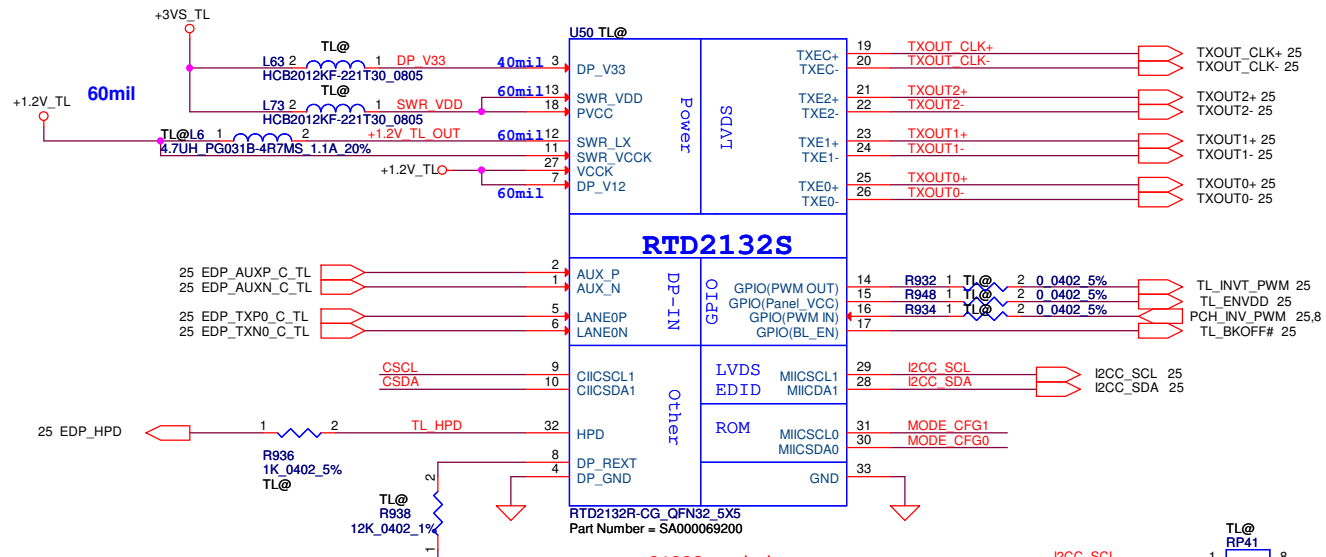 +3VS_TL
U50 TL@
TL@
L63 2 1 DP_V33 40mil 3 DP_V33
HCB2012KF-221T30_0805
TXEC+ 19 TXOUT_CLK+ TXOUT_CLK+ 25
TXEC- 20 TXOUT_CLK- TXOUT_CLK- 25
+1.2V_TL 60mil
TL@
L73 2 1 SWR_VDD 60mil 13 SWR_VDD
18 PVCC
HCB2012KF-221T30_0805
Power
LVDS
TXE2+ 21 TXOUT2+ TXOUT2+ 25
TXE2- 22 TXOUT2- TXOUT2- 25
TL@L6 1 2 +1.2V_TL_OUT 60mil 12 SWR_LX
4.7UH_PG031B-4R7MS_1.1A_20% 11 SWR_VCCK
TXE1+ 23 TXOUT1+ TXOUT1+ 25
TXE1- 24 TXOUT1- TXOUT1- 25
+1.2V_TL 27 VCCK
60mil 7 DP_V12
TXE0+ 25 TXOUT0+ TXOUT0+ 25
TXE0- 26 TXOUT0- TXOUT0- 25
RTD2132S
25 EDP_AUXP_C_TL 2 AUX_P
25 EDP_AUXN_C_TL 1 AUX_N
25 EDP_TXP0_C_TL 5 LANE0P
25 EDP_TXN0_C_TL 6 LANE0N
DP-IN
GPIO
GPIO(PWM OUT) 14 R932 1 TL@ 2 0_0402_5% TL_INVT_PWM 25
GPIO(Panel_VCC) 15 R948 1 TL@ 2 0_0402_5% TL_ENVDD 25
GPIO(PWM IN) 16 R934 1 TL@ 2 0_0402_5% PCH_INV_PWM 25,8
GPIO(BL_EN) 17 TL_BKOFF# 25
CSCL 9 CIICSCL1
CSDA 10 CIICSDA1
Other
LVDS
EDID
MIICSCL1 29 I2CC_SCL I2CC_SCL 25
MIICDA1 28 I2CC_SDA I2CC_SDA 25
25 EDP_HPD 1 2 TL_HPD 32 HPD
R936
1K_0402_5%
TL@
ROM
MIICSCL0 31 MODE_CFG1
MIICSDA0 30 MODE_CFG0
8 DP_REXT
4 DP_GND
GND 33
2
TL@
R938
12K_0402_1%
1
RTD2132R-CG_QFN32_5X5
Part Number = SA000069200
I2CC_SCL
TL@
RP41
1 8